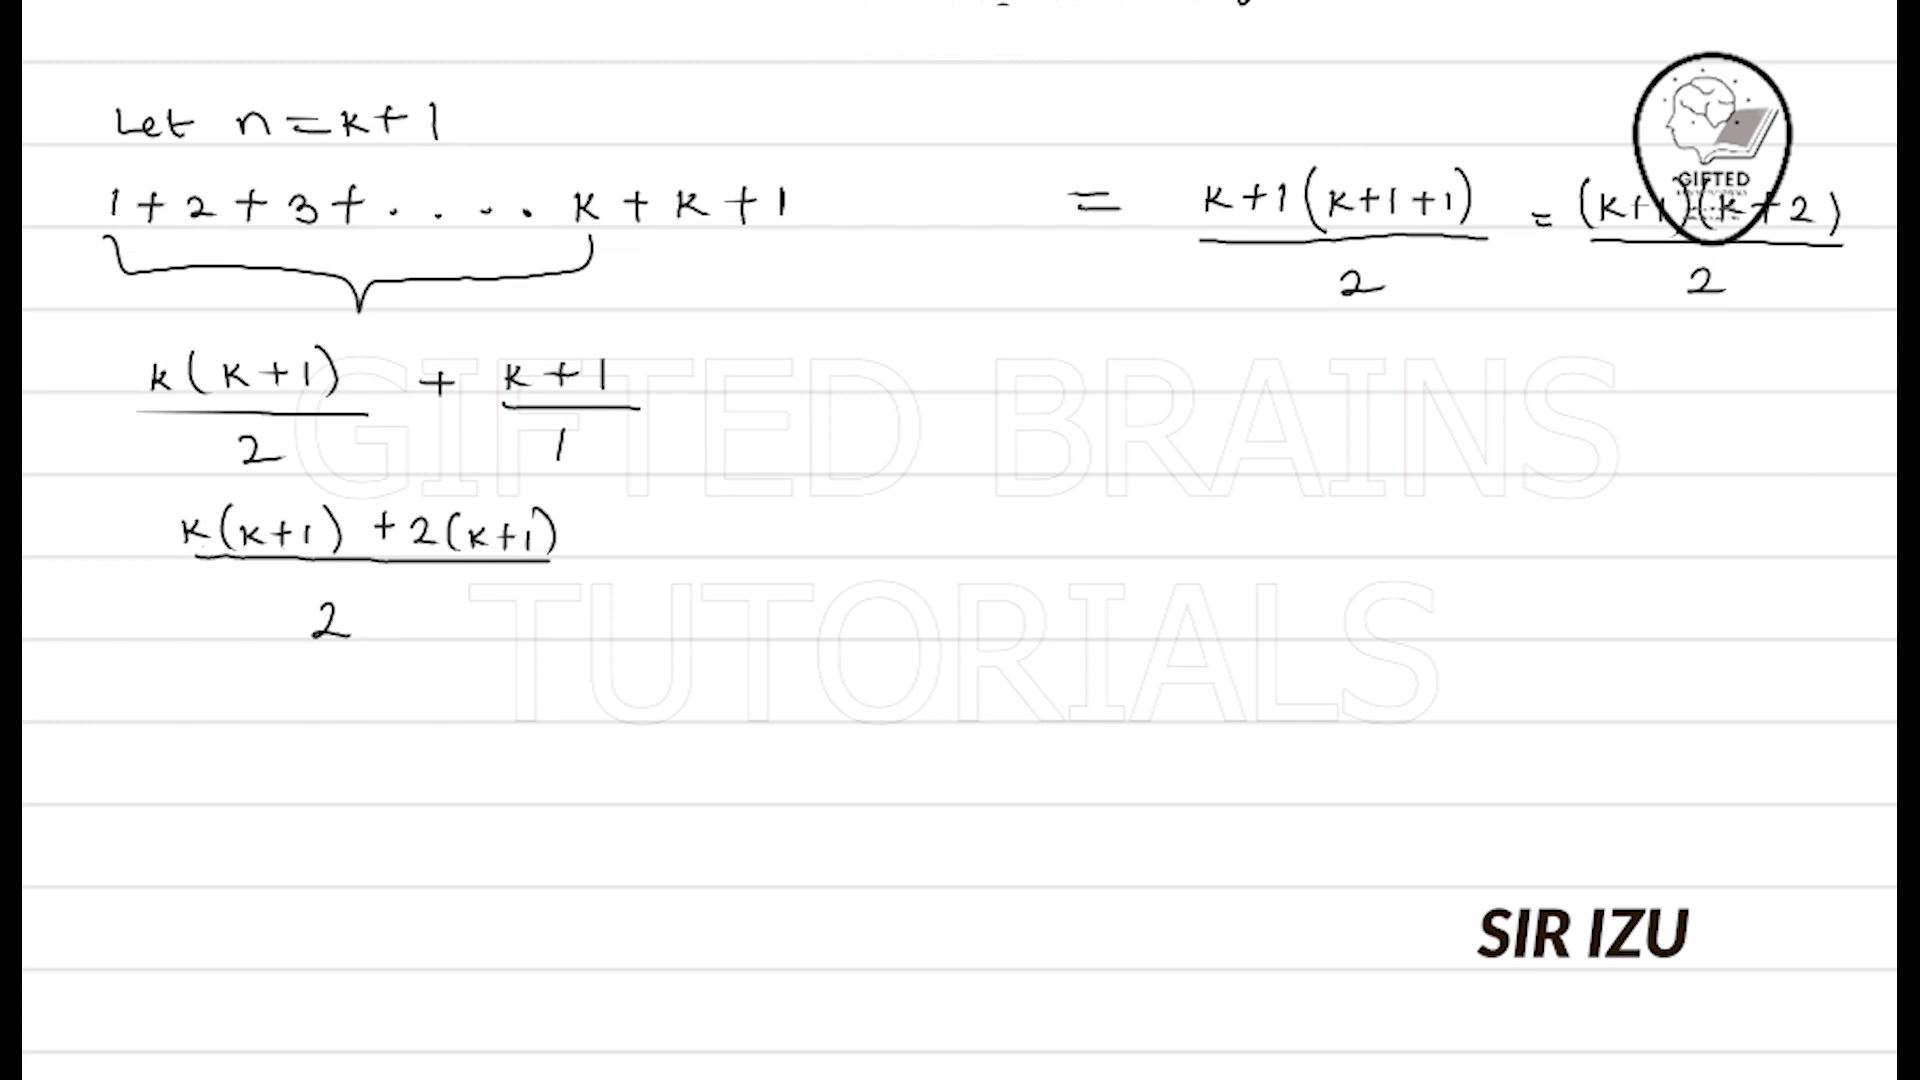 Let n=k+1
1+2+3+.....k+k+1 = k+1(k+1+1)/2 = (k+1)(k+2)/2
k(k+1)/2 + k+1/1
k(k+1)+2(k+1)/2
GIFTED BRAINS
TUTORIALS
GIFTED
SIR IZU